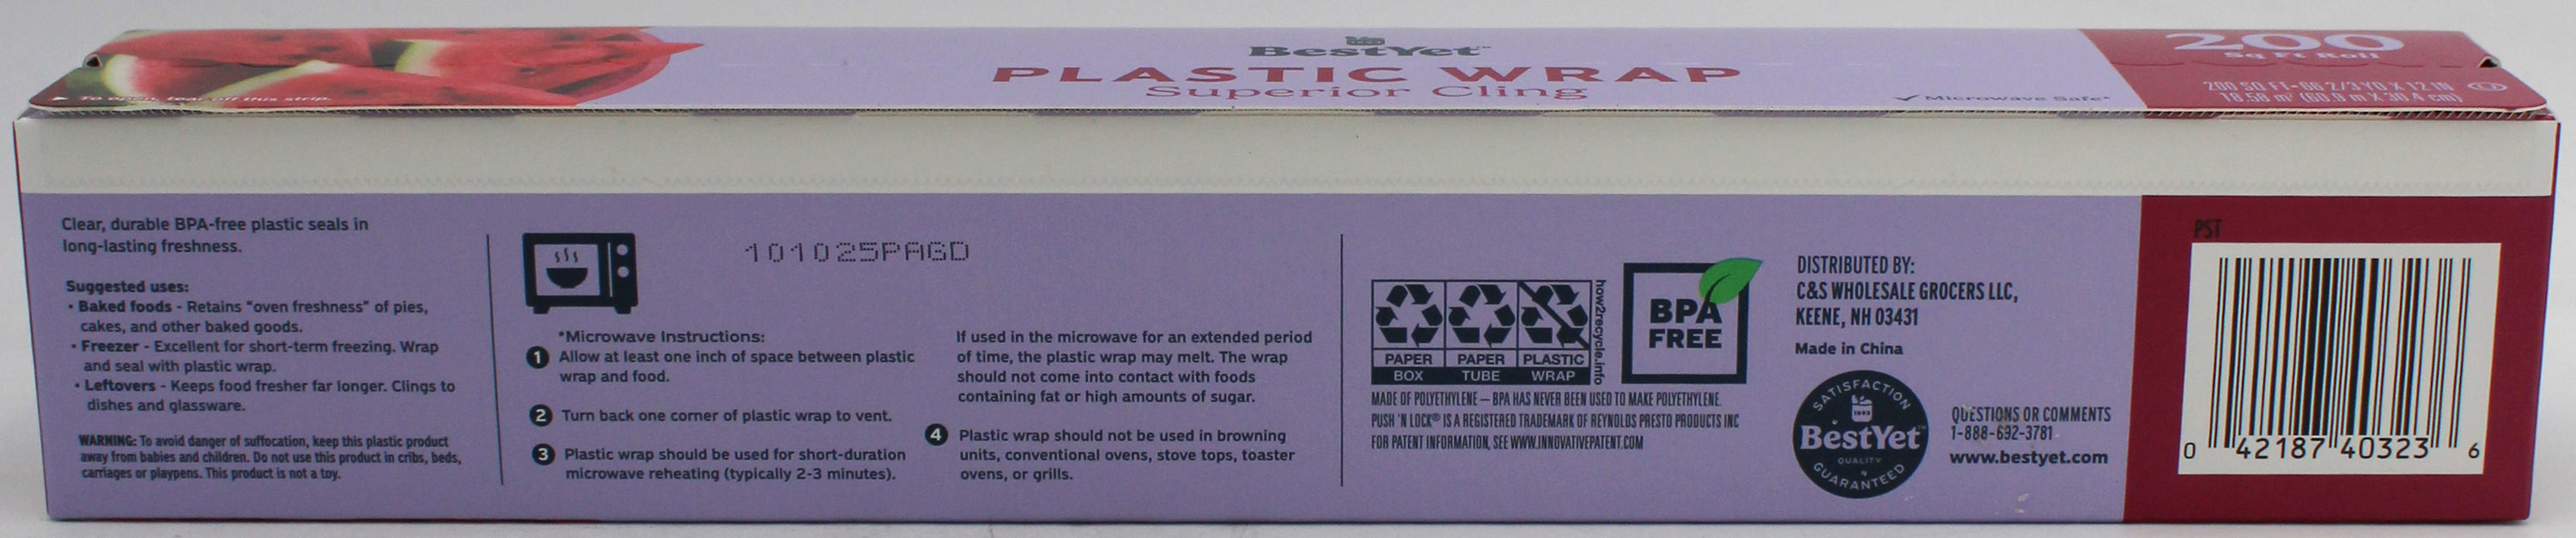 BestYet™
PLASTIC WRAP
Superior Cling
▶ To open, tear off this strip.
✓ Microwave Safe*
200
Sq Ft Roll
200 SQ FT-66 2/3 YD X 12 IN
18.58 m² (60.9 m X 30.4 cm)
Clear, durable BPA-free plastic seals in
long-lasting freshness.
Suggested uses:
• Baked foods - Retains "oven freshness" of pies,
cakes, and other baked goods.
• Freezer - Excellent for short-term freezing. Wrap
and seal with plastic wrap.
• Leftovers - Keeps food fresher far longer. Clings to
dishes and glassware.
WARNING: To avoid danger of suffocation, keep this plastic product
away from babies and children. Do not use this product in cribs, beds,
carriages or playpens. This product is not a toy.
101025PAGD
*Microwave Instructions:
1 Allow at least one inch of space between plastic
wrap and food.
2 Turn back one corner of plastic wrap to vent.
3 Plastic wrap should be used for short-duration
microwave reheating (typically 2-3 minutes).
If used in the microwave for an extended period
of time, the plastic wrap may melt. The wrap
should not come into contact with foods
containing fat or high amounts of sugar.
4 Plastic wrap should not be used in browning
units, conventional ovens, stove tops, toaster
ovens, or grills.
PAPER
BOX
PAPER
TUBE
PLASTIC
WRAP
how2recycle.info
BPA
FREE
MADE OF POLYETHYLENE – BPA HAS NEVER BEEN USED TO MAKE POLYETHYLENE.
PUSH 'N LOCK® IS A REGISTERED TRADEMARK OF REYNOLDS PRESTO PRODUCTS INC
FOR PATENT INFORMATION, SEE WWW.INNOVATIVEPATENT.COM
DISTRIBUTED BY:
C&S WHOLESALE GROCERS LLC,
KEENE, NH 03431
Made in China
SATISFACTION
BestYet™
QUALITY
GUARANTEED
QUESTIONS OR COMMENTS
1-888-692-3781
www.bestyet.com
PST
0 42187 40323 6